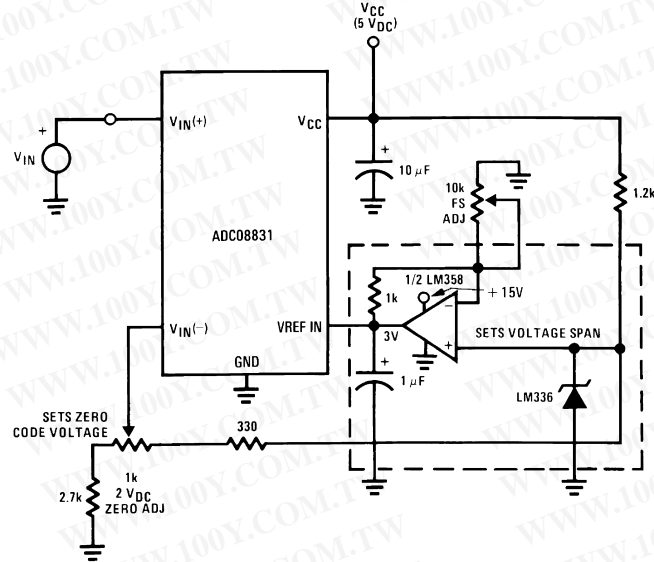 VCC
(5 VDC)
VIN(+)
VCC
+
VIN
+
10 µF
10k
FS
ADJ
1.2k
ADC08831
1/2 LM358
+ 15V
1k
−
VIN(−)
VREF IN
3V
SETS VOLTAGE SPAN
+
GND
+
1 µF
LM336
SETS ZERO
CODE VOLTAGE
330
1k
2 VDC
ZERO ADJ
2.7k
WWW.100Y.COM.TW